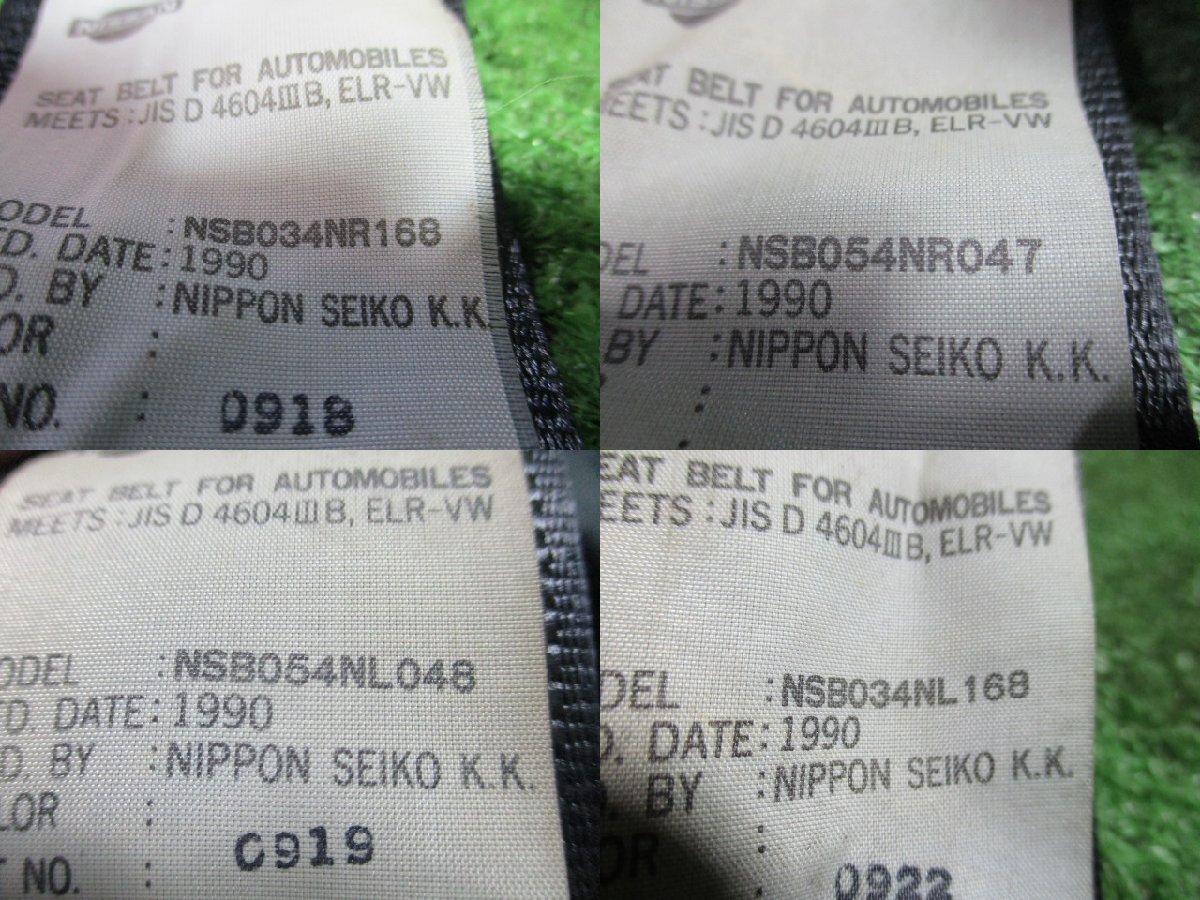 NISSAN
SEAT BELT FOR AUTOMOBILES
MEETS : JIS D 4604ⅢB, ELR-VW
ODEL : NSB034NR168
D. DATE : 1990
D. BY : NIPPON SEIKO K.K.
OR :
NO. : 0918
SEAT BELT FOR AUTOMOBILES
EETS : JIS D 4604ⅢB, ELR-VW
DEL : NSB054NR047
DATE : 1990
BY : NIPPON SEIKO K.K.
:
SEAT BELT FOR AUTOMOBILES
MEETS : JIS D 4604ⅢB, ELR-VW
ODEL : NSB054NL048
D. DATE : 1990
D. BY : NIPPON SEIKO K.K.
LOR :
T NO. : 0919
EAT BELT FOR AUTOMOBILES
EETS : JIS D 4604ⅢB, ELR-VW
DEL : NSB034NL168
D. DATE : 1990
. BY : NIPPON SEIKO K.K.
OR :
0922